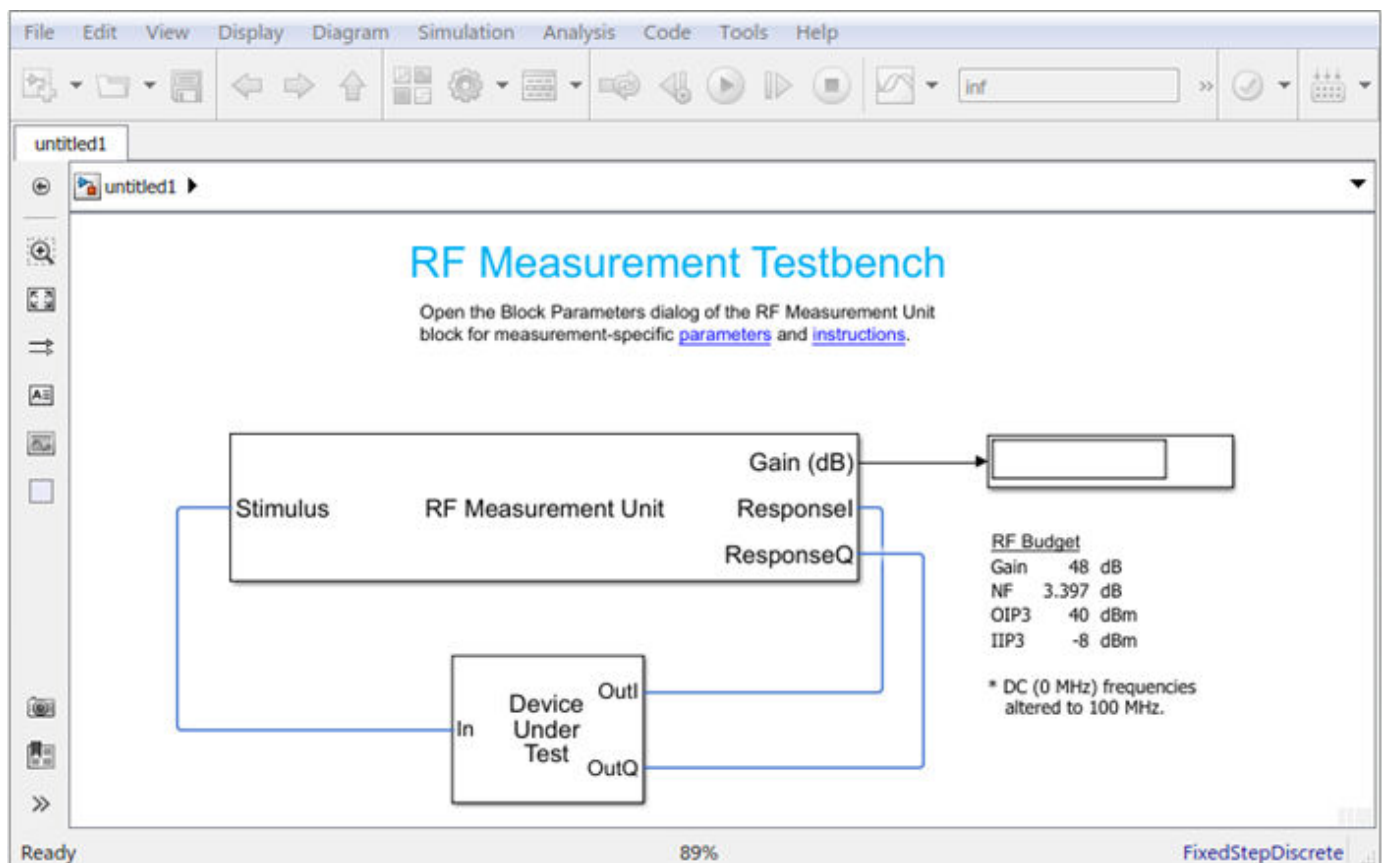 File Edit View Display Diagram Simulation Analysis Code Tools Help
inf
untitled1
untitled1
RF Measurement Testbench
Open the Block Parameters dialog of the RF Measurement Unit
block for measurement-specific parameters and instructions.
Gain (dB)
Stimulus RF Measurement Unit ResponseI
ResponseQ
RF Budget
Gain 48 dB
NF 3.397 dB
OIP3 40 dBm
IIP3 -8 dBm
* DC (0 MHz) frequencies
altered to 100 MHz.
OutI
Device
In Under
Test
OutQ
Ready 89% FixedStepDiscrete